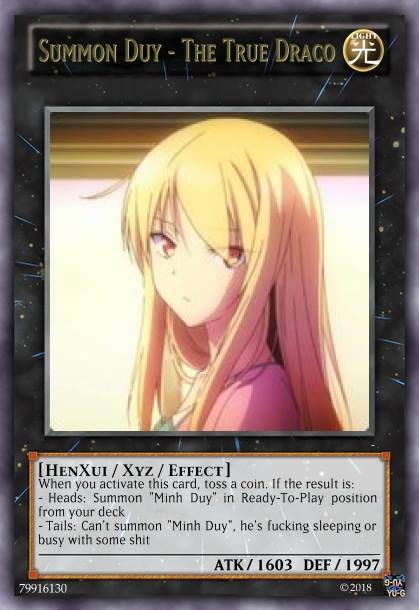 SUMMON DUY - THE TRUE DRACO
LIGHT
光
[HENXUI / XYZ / EFFECT]
When you activate this card, toss a coin. If the result is:
- Heads: Summon "Minh Duy" in Ready-To-Play position
from your deck
- Tails: Can't summon "Minh Duy", he's fucking sleeping or
busy with some shit
ATK / 1603 DEF / 1997
79916130
©2018
YU-G